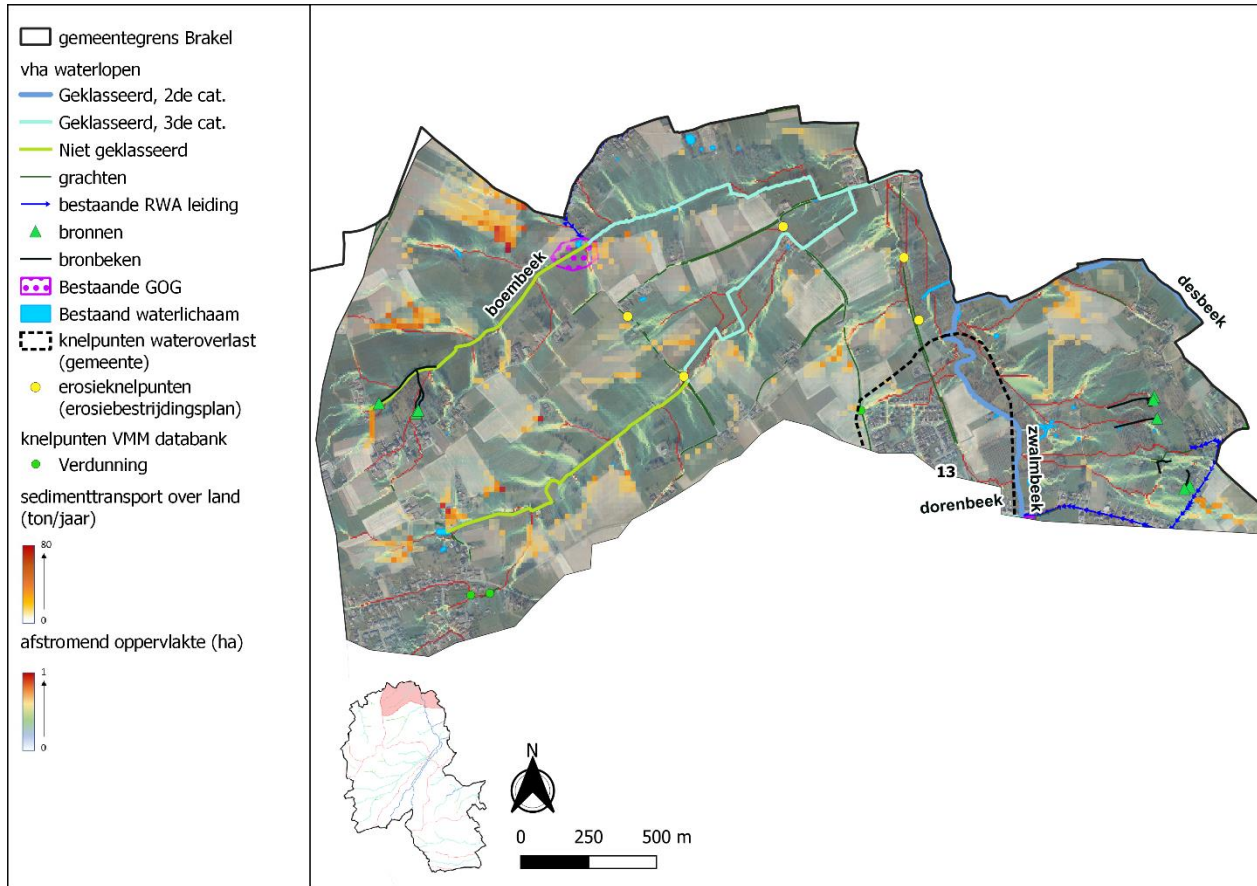 gemeentegrens Brakel
vha waterlopen
Geklasseerd, 2de cat.
Geklasseerd, 3de cat.
Niet geklasseerd
grachten
bestaande RWA leiding
bronnen
bronbeken
Bestaande GOG
Bestaand waterlichaam
knelpunten wateroverlast
(gemeente)
erosieknelpunten
(erosiebestrijdingsplan)
knelpunten VMM databank
Verdunning
sedimenttransport over land
(ton/jaar)
80
0
afstromend oppervlakte (ha)
1
0
boembeek
desbeek
zwalmbeek
13
dorenbeek
N
0 250 500 m